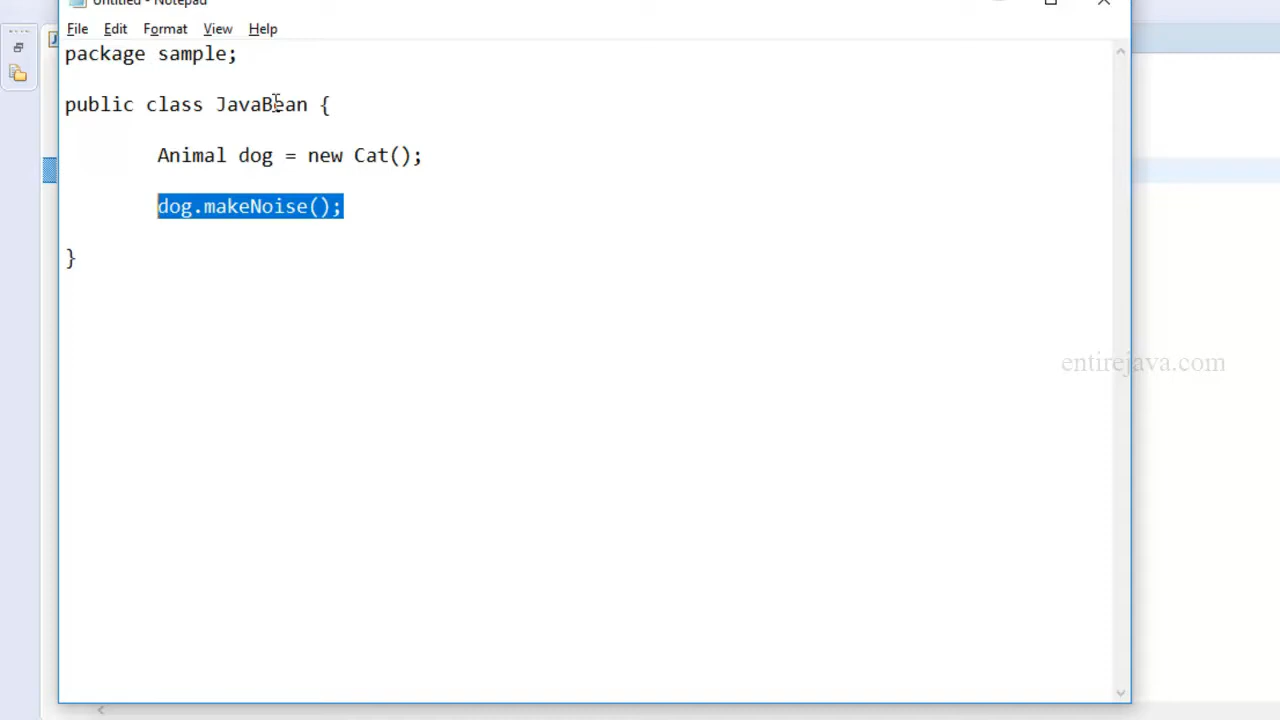 Untitled - Notepad
File Edit Format View Help
package sample;
public class JavaBean {
Animal dog = new Cat();
dog.makeNoise();
}
entirejava.com